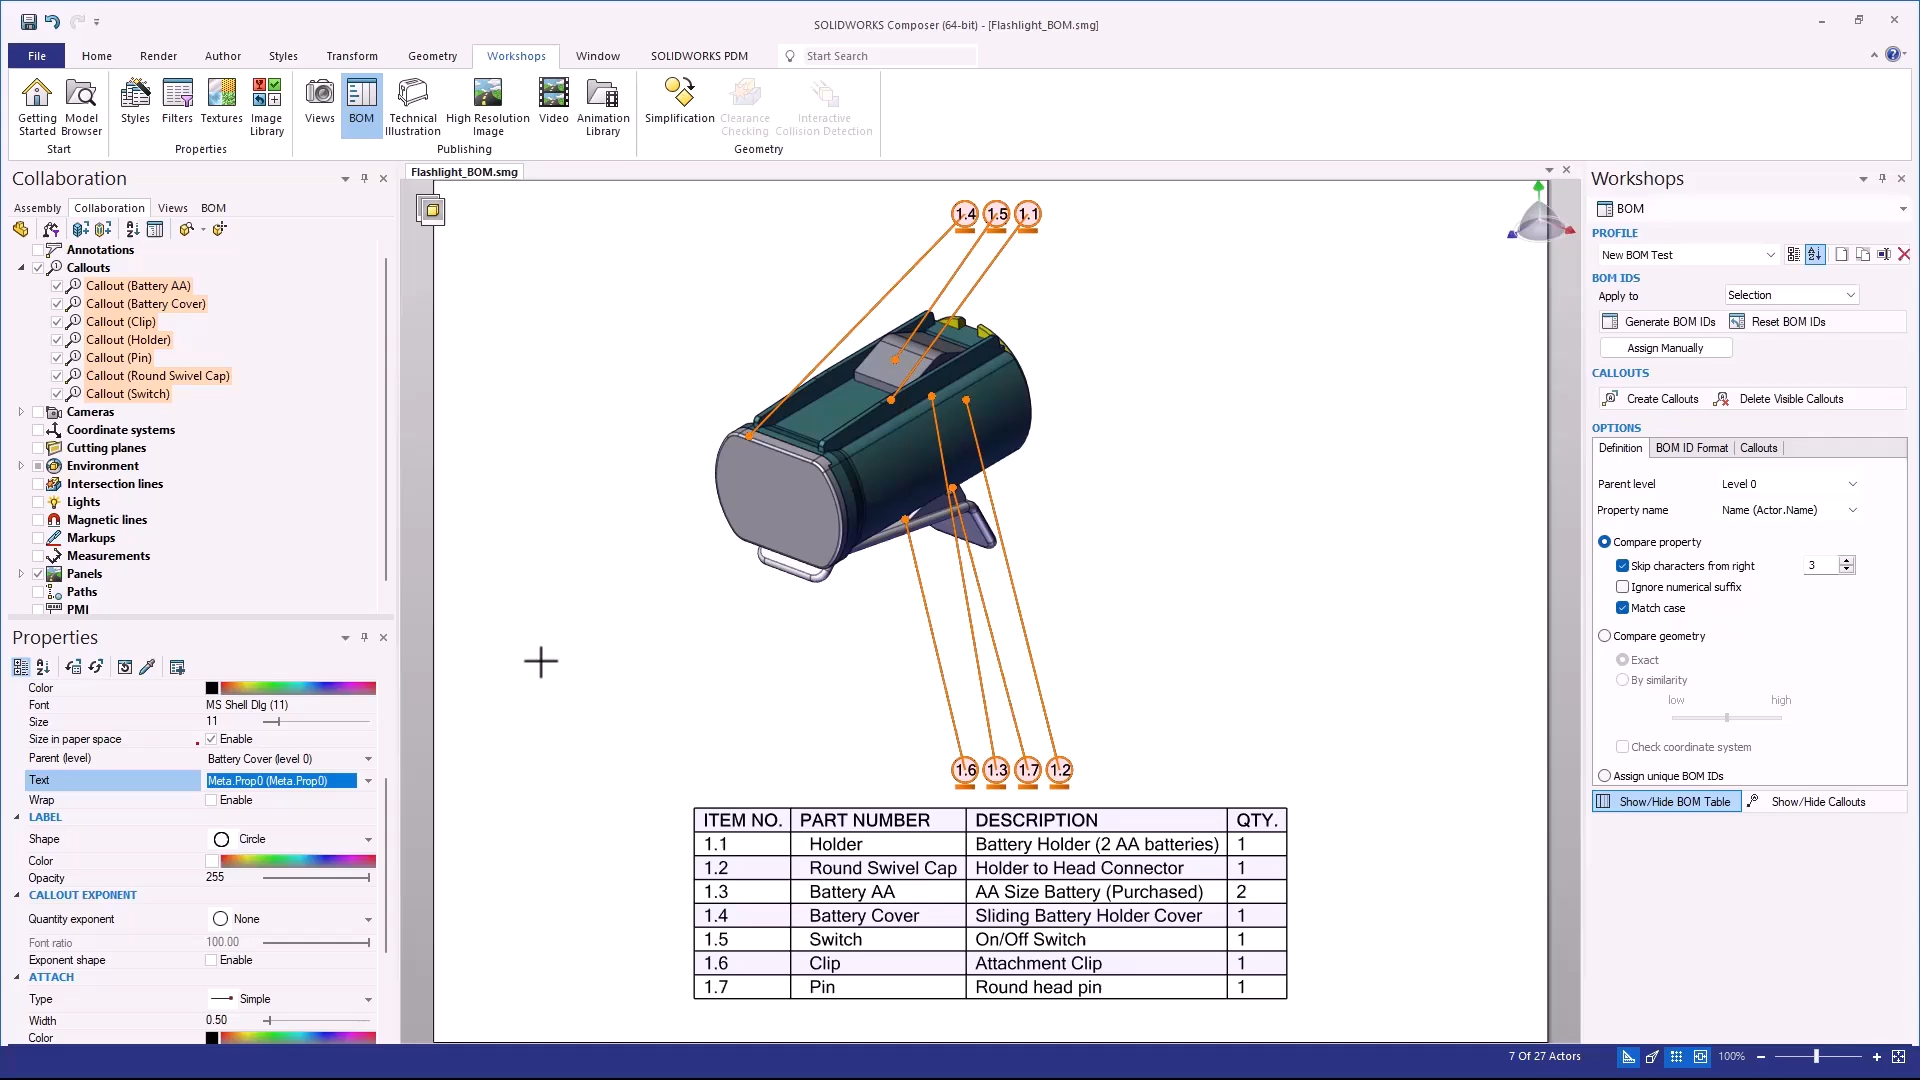 SOLIDWORKS Composer (64-bit) - [Flashlight_BOM.smg]
File Home Render Author Styles Transform Geometry Workshops Window SOLIDWORKS PDM Start Search
Getting Started Model Browser Styles Filters Textures Image Library Views BOM Technical Illustration High Resolution Image Video Animation Library Simplification Clearance Checking Interactive Collision Detection
Start Properties Publishing Geometry
Collaboration
Assembly Collaboration Views BOM
Annotations
Callouts
Callout (Battery AA)
Callout (Battery Cover)
Callout (Clip)
Callout (Holder)
Callout (Pin)
Callout (Round Swivel Cap)
Callout (Switch)
Cameras
Coordinate systems
Cutting planes
Environment
Intersection lines
Lights
Magnetic lines
Markups
Measurements
Panels
Paths
PMI
Properties
Color
Font MS Shell Dlg (11)
Size 11
Size in paper space Enable
Parent (level) Battery Cover (level 0)
Text Meta.Prop0 (Meta.Prop0)
Wrap Enable
LABEL
Shape Circle
Color
Opacity 255
CALLOUT EXPONENT
Quantity exponent None
Font ratio 100.00
Exponent shape Enable
ATTACH
Type Simple
Width 0.50
Color
Flashlight_BOM.smg
1.4 1.5 1.1
1.6 1.3 1.7 1.2
ITEM NO. PART NUMBER DESCRIPTION QTY.
1.1 Holder Battery Holder (2 AA batteries) 1
1.2 Round Swivel Cap Holder to Head Connector 1
1.3 Battery AA AA Size Battery (Purchased) 2
1.4 Battery Cover Sliding Battery Holder Cover 1
1.5 Switch On/Off Switch 1
1.6 Clip Attachment Clip 1
1.7 Pin Round head pin 1
Workshops
BOM
PROFILE
New BOM Test
BOM IDS
Apply to Selection
Generate BOM IDs Reset BOM IDs
Assign Manually
CALLOUTS
Create Callouts Delete Visible Callouts
OPTIONS
Definition BOM ID Format Callouts
Parent level Level 0
Property name Name (Actor.Name)
Compare property
Skip characters from right 3
Ignore numerical suffix
Match case
Compare geometry
Exact
By similarity
low high
Check coordinate system
Assign unique BOM IDs
Show/Hide BOM Table Show/Hide Callouts
7 Of 27 Actors 100%